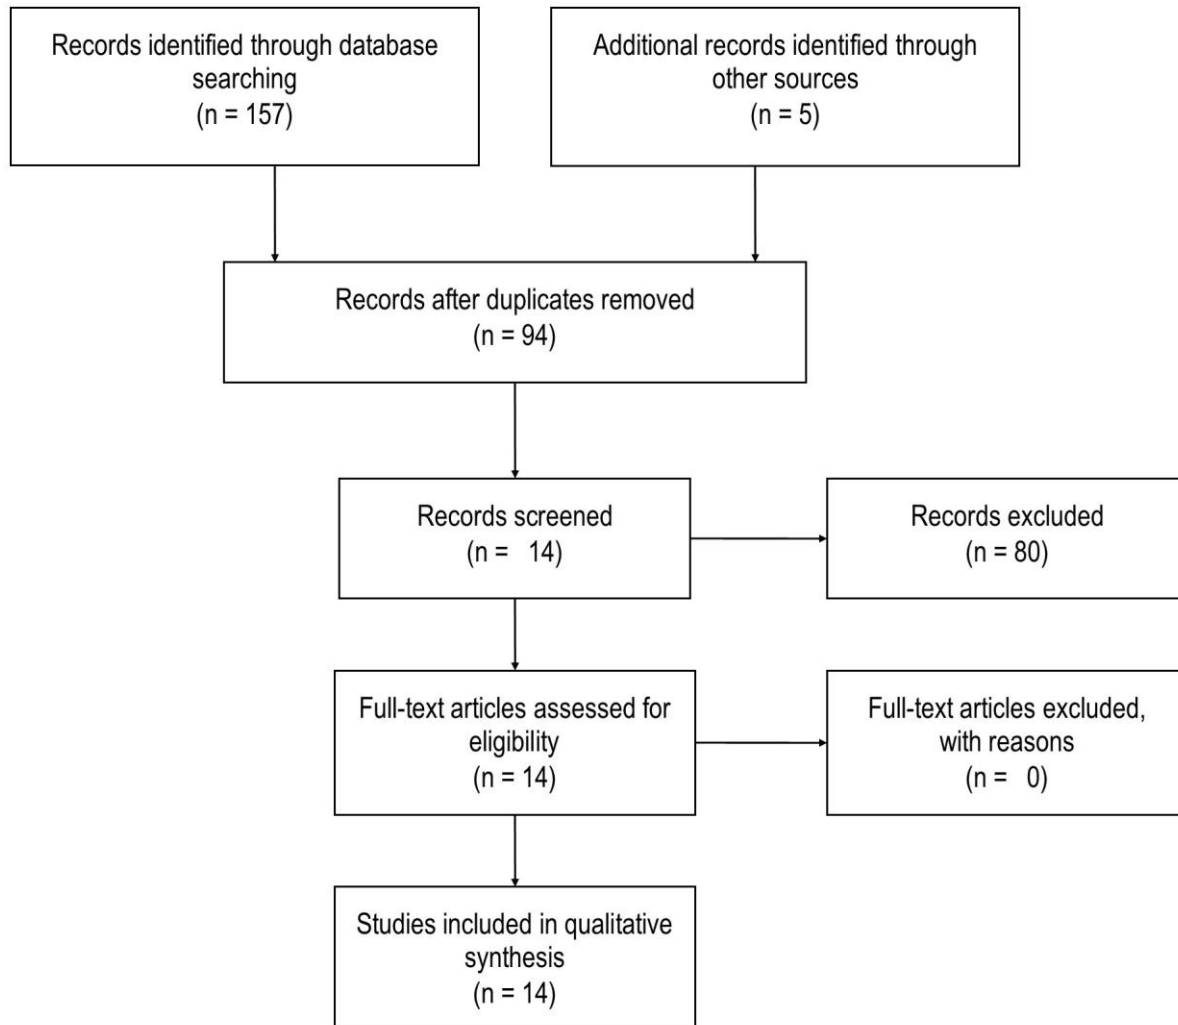 Records identified through database
searching
(n = 157)
Additional records identified through
other sources
(n = 5)
Records after duplicates removed
(n = 94)
Records screened
(n = 14)
Records excluded
(n = 80)
Full-text articles assessed for
eligibility
(n = 14)
Full-text articles excluded,
with reasons
(n = 0)
Studies included in qualitative
synthesis
(n = 14)